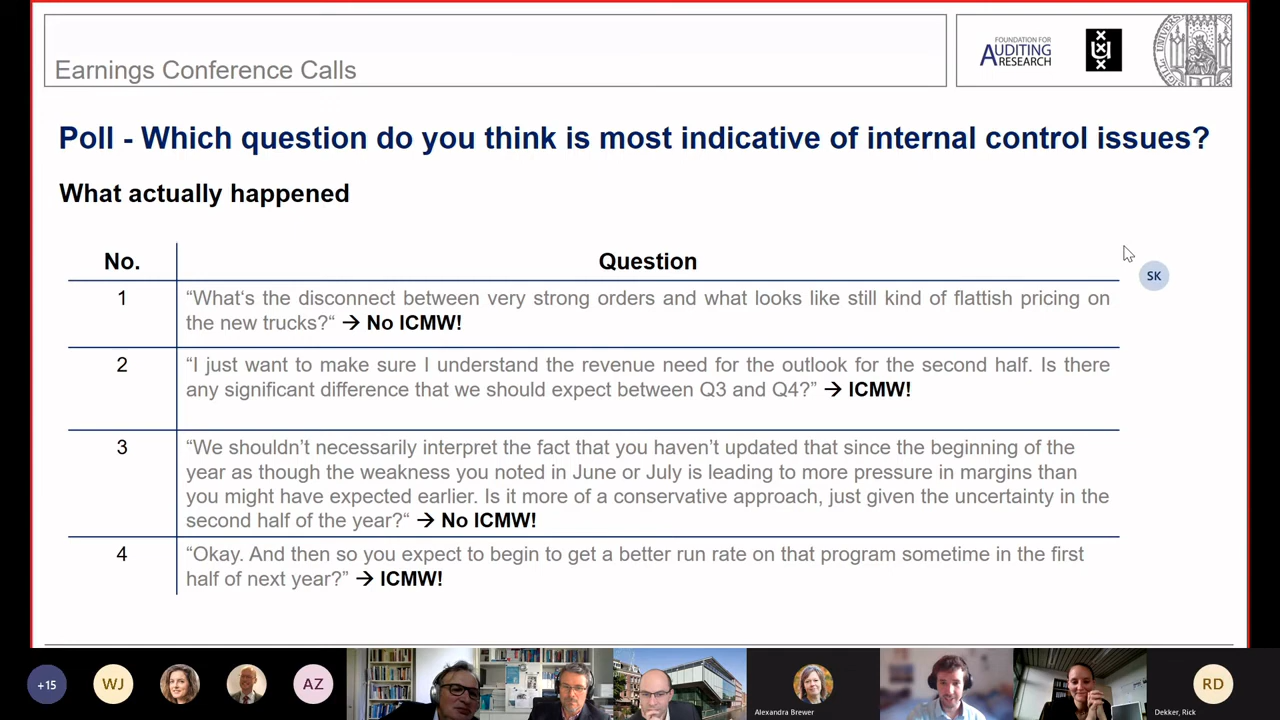 Earnings Conference Calls
FOUNDATION FOR
AUDITING
RESEARCH
Poll - Which question do you think is most indicative of internal control issues?
What actually happened
No.
Question
1
“What‘s the disconnect between very strong orders and what looks like still kind of flattish pricing on
the new trucks?“ → No ICMW!
2
“I just want to make sure I understand the revenue need for the outlook for the second half. Is there
any significant difference that we should expect between Q3 and Q4?” → ICMW!
3
“We shouldn’t necessarily interpret the fact that you haven’t updated that since the beginning of the
year as though the weakness you noted in June or July is leading to more pressure in margins than
you might have expected earlier. Is it more of a conservative approach, just given the uncertainty in the
second half of the year?“ → No ICMW!
4
“Okay. And then so you expect to begin to get a better run rate on that program sometime in the first
half of next year?” → ICMW!
SK
+15
WJ
AZ
Alexandra Brewer
RD
Dekker, Rick